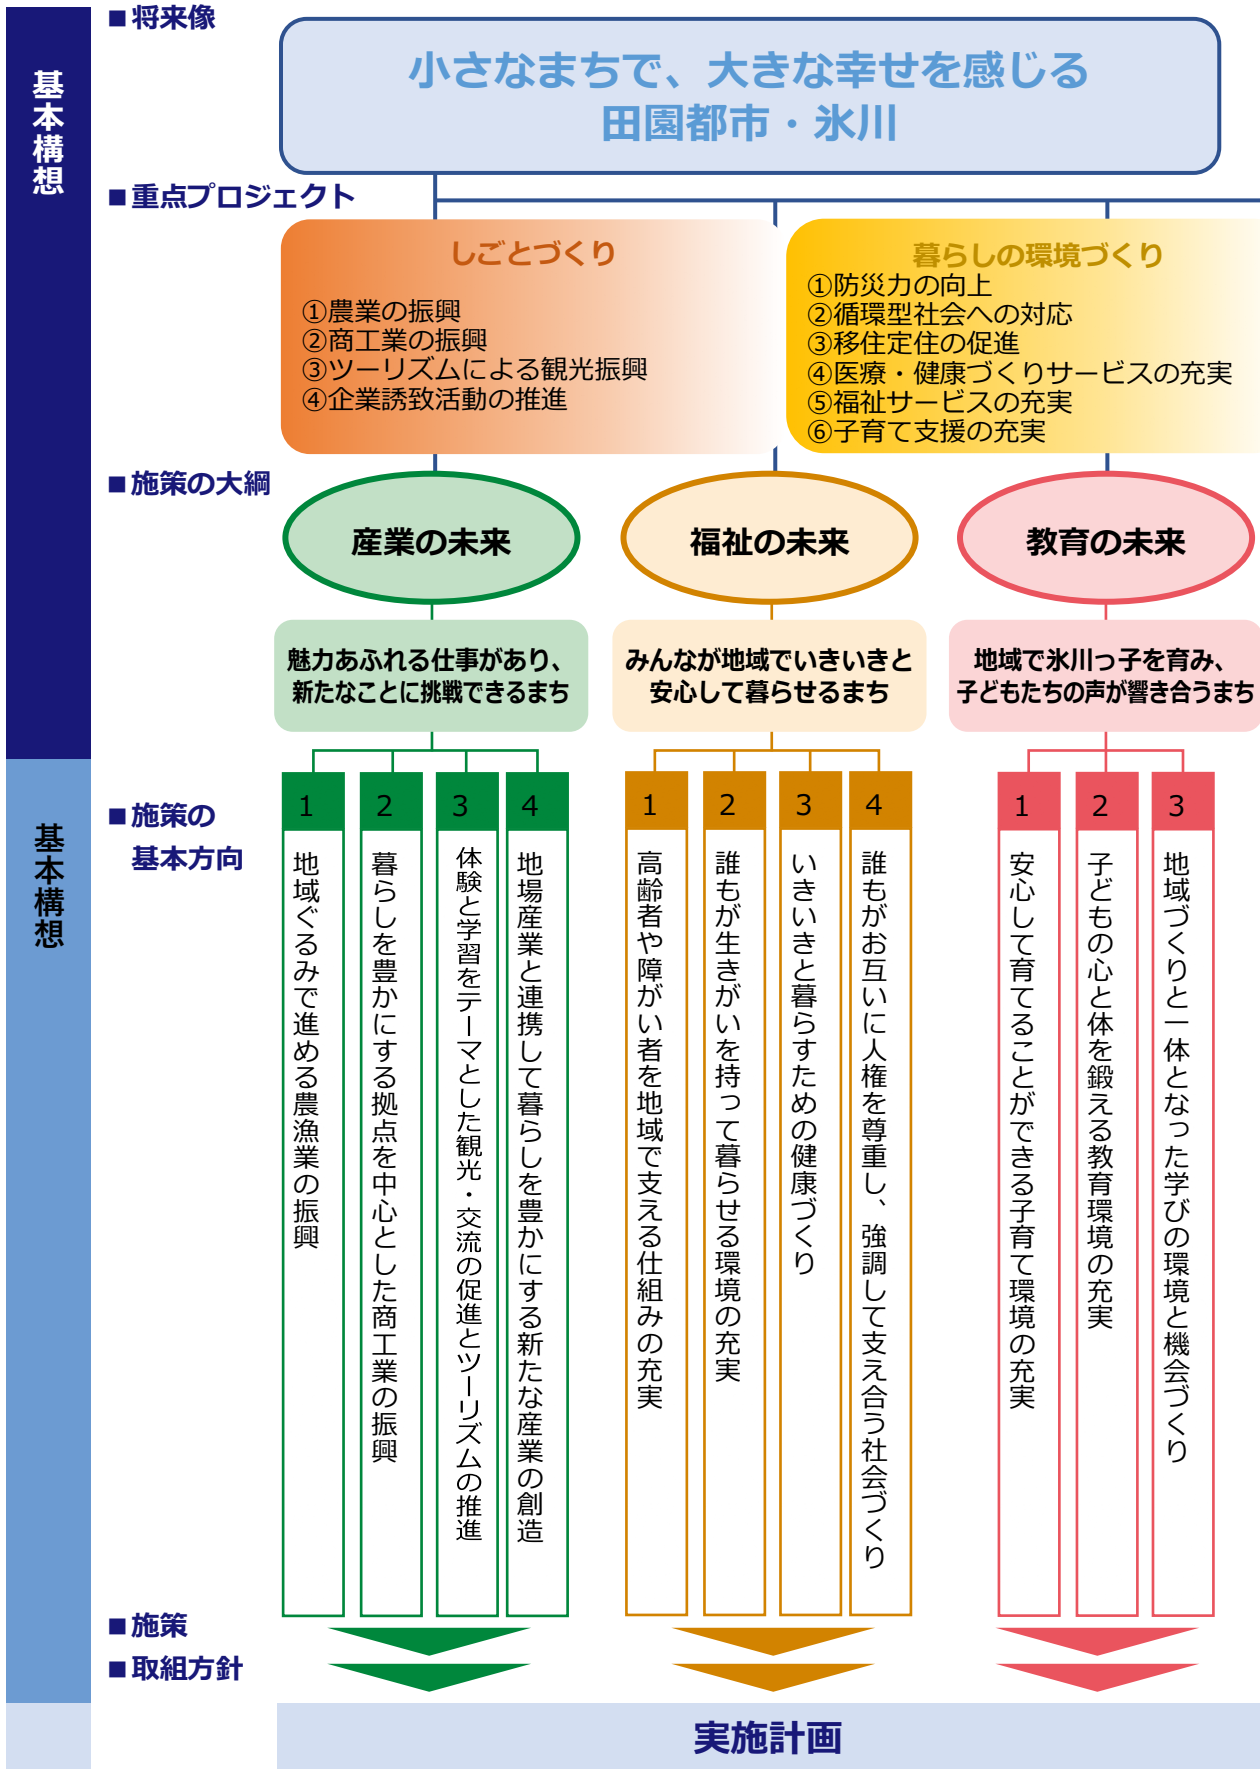 基本構想
■将来像
小さなまちで、大きな幸せを感じる
田園都市・氷川
■重点プロジェクト
しごとづくり
①農業の振興
②商工業の振興
③ツーリズムによる観光振興
④企業誘致活動の推進
暮らしの環境づくり
①防災力の向上
②循環型社会への対応
③移住定住の促進
④医療・健康づくりサービスの充実
⑤福祉サービスの充実
⑥子育て支援の充実
■施策の大綱
産業の未来
福祉の未来
教育の未来
魅力あふれる仕事があり、
新たなことに挑戦できるまち
みんなが地域でいきいきと
安心して暮らせるまち
地域で氷川っ子を育み、
子どもたちの声が響き合うまち
基本構想
■施策の
基本方向
1
地域ぐるみで進める農漁業の振興
2
暮らしを豊かにする拠点を中心とした商工業の振興
3
体験と学習をテーマとした観光・交流の促進とツーリズムの推進
4
地場産業と連携して暮らしを豊かにする新たな産業の創造
1
高齢者や障がい者を地域で支える仕組みの充実
2
誰もが生きがいを持って暮らせる環境の充実
3
いきいきと暮らすための健康づくり
4
誰もがお互いに人権を尊重し、強調して支え合う社会づくり
1
安心して育てることができる子育て環境の充実
2
子どもの心と体を鍛える教育環境の充実
3
地域づくりと一体となった学びの環境と機会づくり
■施策
■取組方針
実施計画